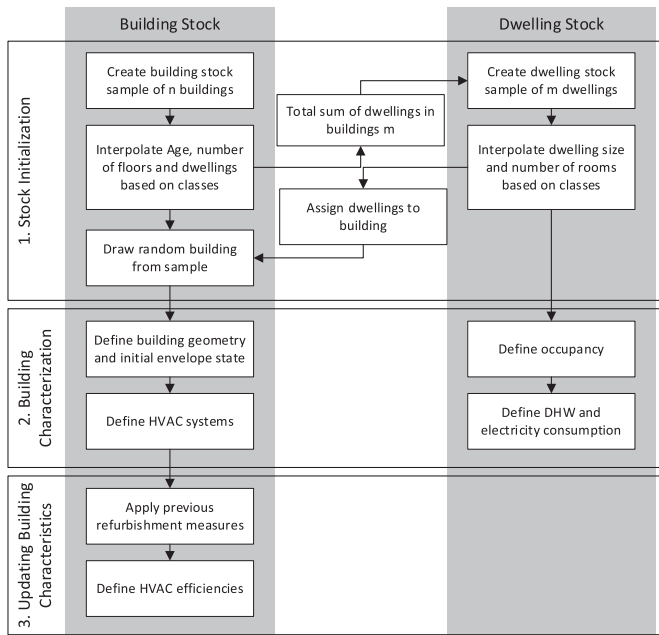 Building Stock
Dwelling Stock
1. Stock Initialization
Create building stock
sample of n buildings
Total sum of dwellings in
buildings m
Create dwelling stock
sample of m dwellings
Interpolate Age, number
of floors and dwellings
based on classes
Interpolate dwelling size
and number of rooms
based on classes
Assign dwellings to
building
Draw random building
from sample
2. Building
Characterization
Define building geometry
and initial envelope state
Define occupancy
Define HVAC systems
Define DHW and
electricity consumption
3. Updating Building
Characteristics
Apply previous
refurbishment measures
Define HVAC efficiencies